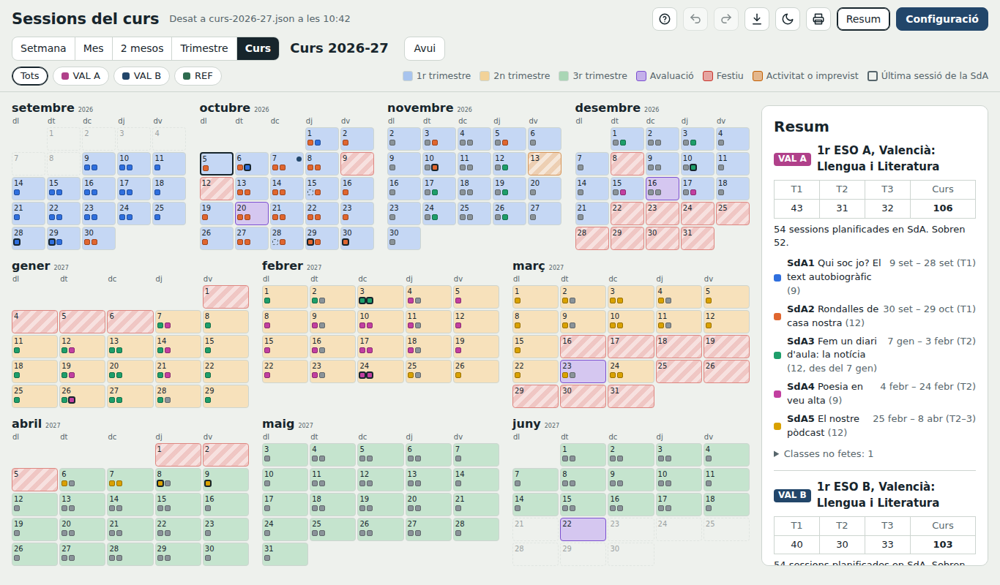 Sessions del curs Desat a curs-2026-27.json a les 10:42 Resum Configuració
Setmana Mes 2 mesos Trimestre Curs Curs 2026-27 Avui
Tots VAL A VAL B REF 1r trimestre 2n trimestre 3r trimestre Avaluació Festiu Activitat o imprevist Última sessió de la SdA
setembre 2026
dl dt dc dj dv
1 2 3 4
7 8 9 10 11
14 15 16 17 18
21 22 23 24 25
28 29 30
octubre 2026
dl dt dc dj dv
1 2
5 6 7 8 9
12 13 14 15 16
19 20 21 22 23
26 27 28 29 30
novembre 2026
dl dt dc dj dv
2 3 4 5 6
9 10 11 12 13
16 17 18 19 20
23 24 25 26 27
30
desembre 2026
dl dt dc dj dv
1 2 3 4
7 8 9 10 11
14 15 16 17 18
21 22 23 24 25
28 29 30 31
gener 2027
dl dt dc dj dv
1
4 5 6 7 8
11 12 13 14 15
18 19 20 21 22
25 26 27 28 29
febrer 2027
dl dt dc dj dv
1 2 3 4 5
8 9 10 11 12
15 16 17 18 19
22 23 24 25 26
març 2027
dl dt dc dj dv
1 2 3 4 5
8 9 10 11 12
15 16 17 18 19
22 23 24 25 26
29 30 31
abril 2027
dl dt dc dj dv
1 2
5 6 7 8 9
12 13 14 15 16
19 20 21 22 23
26 27 28 29 30
maig 2027
dl dt dc dj dv
3 4 5 6 7
10 11 12 13 14
17 18 19 20 21
24 25 26 27 28
31
juny 2027
dl dt dc dj dv
1 2 3 4
7 8 9 10 11
14 15 16 17 18
21 22 23 24 25
28 29 30
Resum
VAL A 1r ESO A, Valencià:
Llengua i Literatura
T1 T2 T3 Curs
43 31 32 106
54 sessions planificades en SdA. Sobren
52.
SdA1 Qui soc jo? El 9 set – 28 set (T1)
text autobiogràfic
(9)
SdA2 Rondalles de 30 set – 29 oct (T1)
casa nostra (12)
SdA3 Fem un diari 7 gen – 3 febr (T2)
d'aula: la notícia
(12, des del 7 gen)
SdA4 Poesia en 4 febr – 24 febr (T2)
veu alta (9)
SdA5 El nostre 25 febr – 8 abr (T2–3)
pòdcast (12)
Classes no fetes: 1
VAL B 1r ESO B, Valencià:
Llengua i Literatura
T1 T2 T3 Curs
40 30 33 103
54 sessions planificades en SdA. Sobren